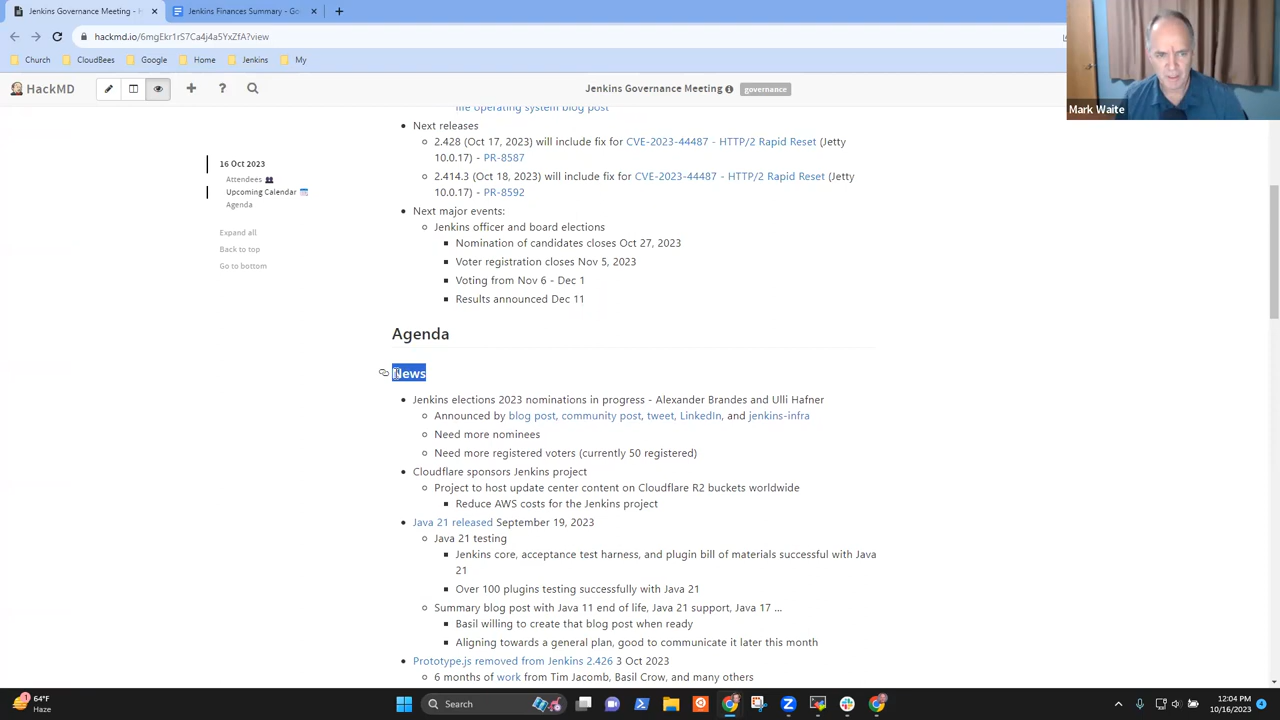 Jenkins Governance Meeting - H
Jenkins Finances Summary - Goo
hackmd.io/6mgEkr1rS7Ca4j4a5YxZfA?view
Church
CloudBees
Google
Home
Jenkins
My
HackMD
Jenkins Governance Meeting
governance
Mark Waite
16 Oct 2023
Attendees
Upcoming Calendar
Agenda
Expand all
Back to top
Go to bottom
life operating system blog post
• Next releases
2.428 (Oct 17, 2023) will include fix for CVE-2023-44487 - HTTP/2 Rapid Reset (Jetty
10.0.17) - PR-8587
2.414.3 (Oct 18, 2023) will include fix for CVE-2023-44487 - HTTP/2 Rapid Reset (Jetty
10.0.17) - PR-8592
• Next major events:
Jenkins officer and board elections
Nomination of candidates closes Oct 27, 2023
Voter registration closes Nov 5, 2023
Voting from Nov 6 - Dec 1
Results announced Dec 11
Agenda
News
• Jenkins elections 2023 nominations in progress - Alexander Brandes and Ulli Hafner
Announced by blog post, community post, tweet, LinkedIn, and jenkins-infra
Need more nominees
Need more registered voters (currently 50 registered)
• Cloudflare sponsors Jenkins project
Project to host update center content on Cloudflare R2 buckets worldwide
Reduce AWS costs for the Jenkins project
• Java 21 released September 19, 2023
Java 21 testing
Jenkins core, acceptance test harness, and plugin bill of materials successful with Java
21
Over 100 plugins testing successfully with Java 21
Summary blog post with Java 11 end of life, Java 21 support, Java 17 ...
Basil willing to create that blog post when ready
Aligning towards a general plan, good to communicate it later this month
• Prototype.js removed from Jenkins 2.426 3 Oct 2023
6 months of work from Tim Jacomb, Basil Crow, and many others
64°F
Haze
Search
12:04 PM
10/16/2023